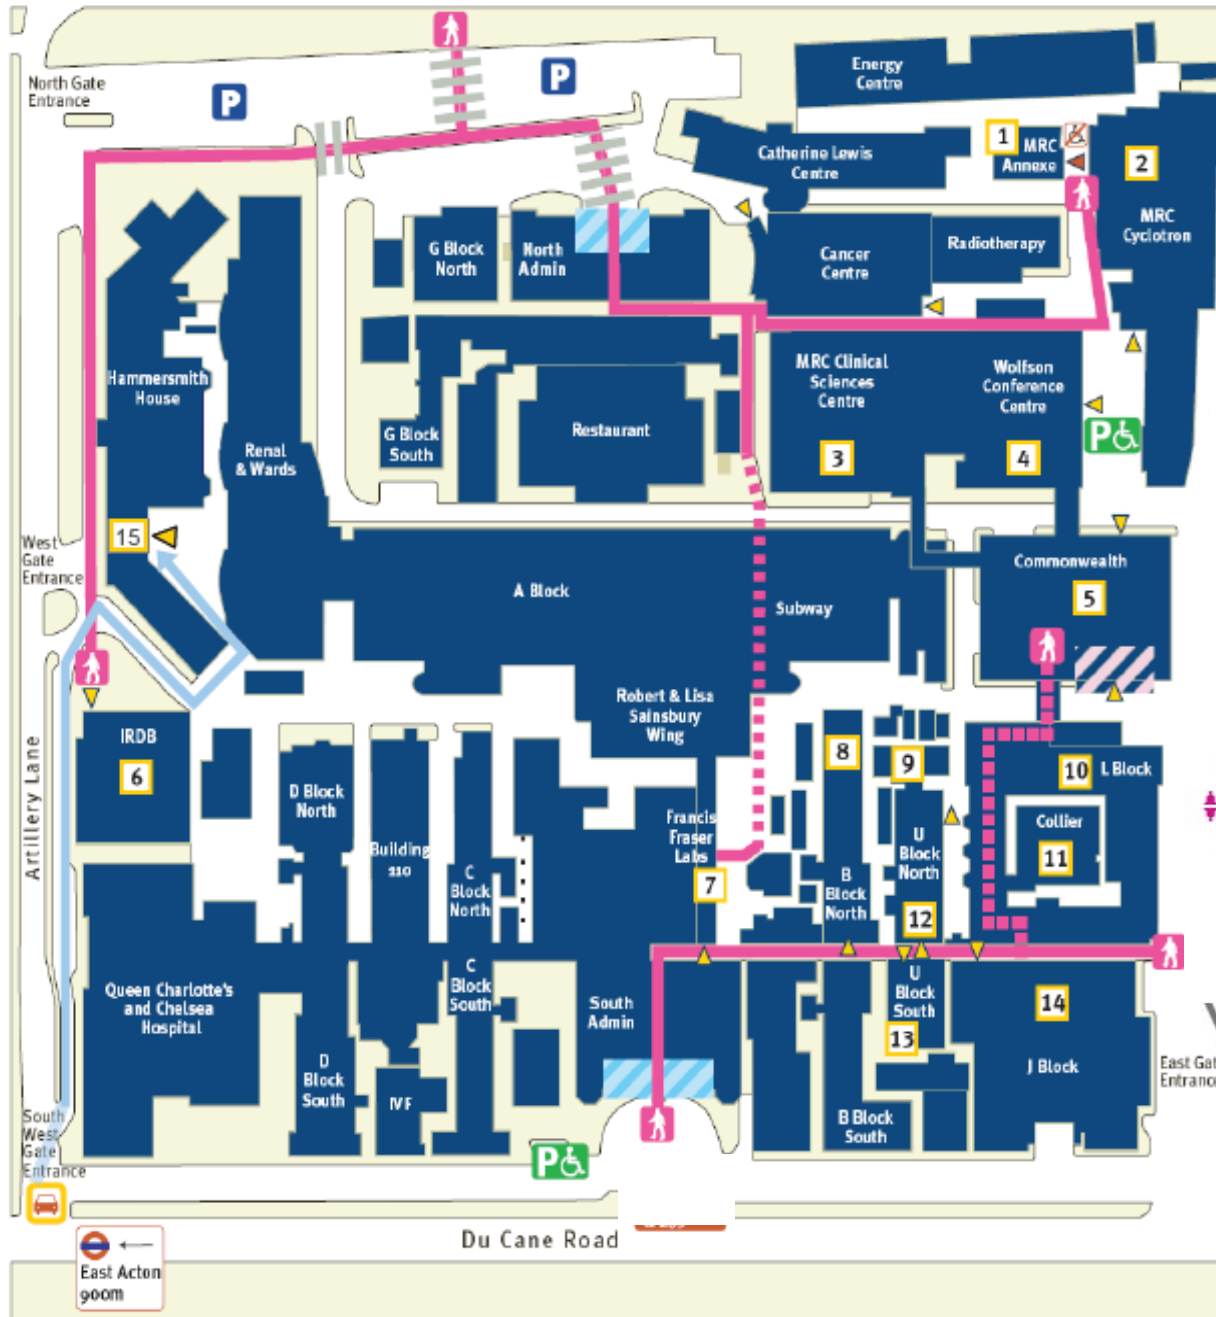 North Gate
Entrance
P
P
Energy
Centre
1
MRC
Annexe
2
MRC
Cyclotron
Catherine Lewis
Centre
G Block
North
North
Admin
Cancer
Centre
Radiotherapy
Hammersmith
House
Renal
& Wards
G Block
South
Restaurant
MRC Clinical
Sciences
Centre
3
Wolfson
Conference
Centre
4
P
15
West
Gate
Entrance
A Block
Subway
Commonwealth
5
Robert & Lisa
Sainsbury
Wing
IRDB
6
Artillery Lane
D Block
North
Building
110
C
Block
North
Francis
Fraser
Labs
7
8
B
Block
North
9
U
Block
North
12
10
L Block
Collier
11
Queen Charlotte's
and Chelsea
Hospital
C
Block
South
South
Admin
U
Block
South
13
14
J Block
D
Block
South
IVF
B Block
South
East Gat
Entrance
South
West
Gate
Entrance
P
Du Cane Road
East Acton
900m